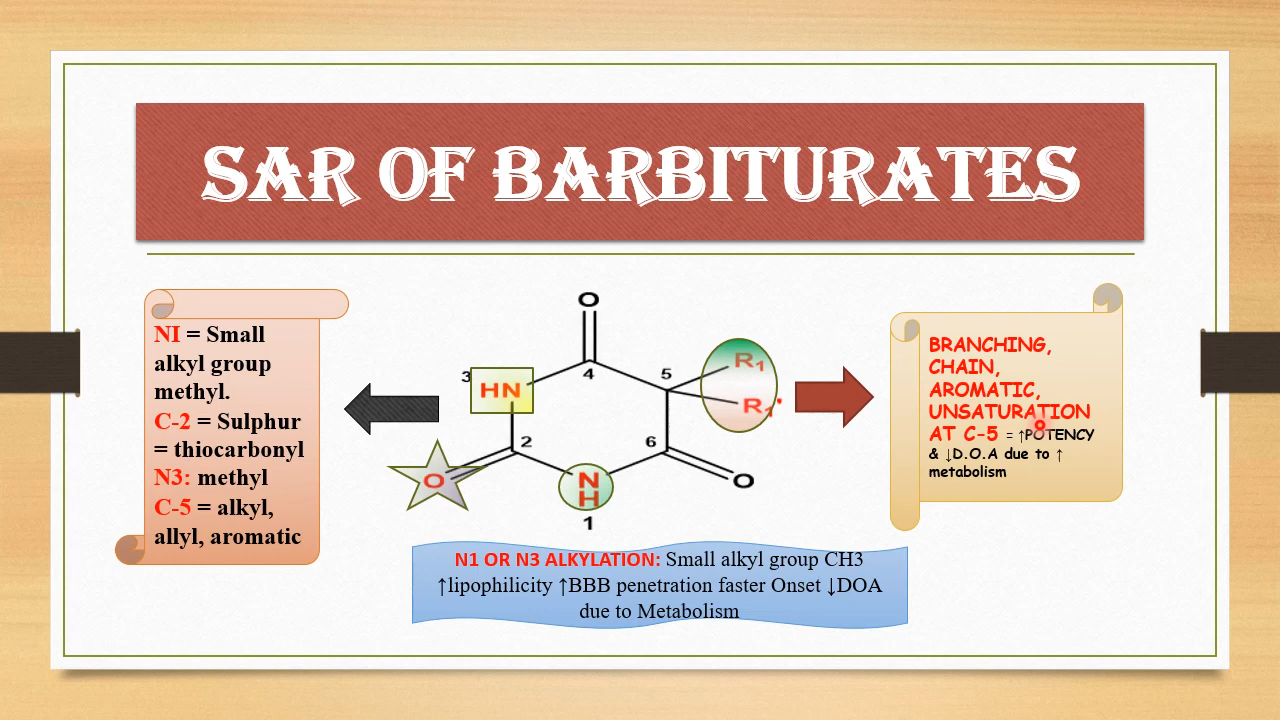 SAR OF BARBITURATES
NI = Small
alkyl group
methyl.
C-2 = Sulphur
= thiocarbonyl
N3: methyl
C-5 = alkyl,
allyl, aromatic
O
4
3
HN
5
R1
R1'
2
6
O
O
N
H
1
BRANCHING,
CHAIN,
AROMATIC,
UNSATURATION
AT C-5 = ↑POTENCY
& ↓D.O.A due to ↑
metabolism
N1 OR N3 ALKYLATION: Small alkyl group CH3
↑lipophilicity ↑BBB penetration faster Onset ↓DOA
due to Metabolism